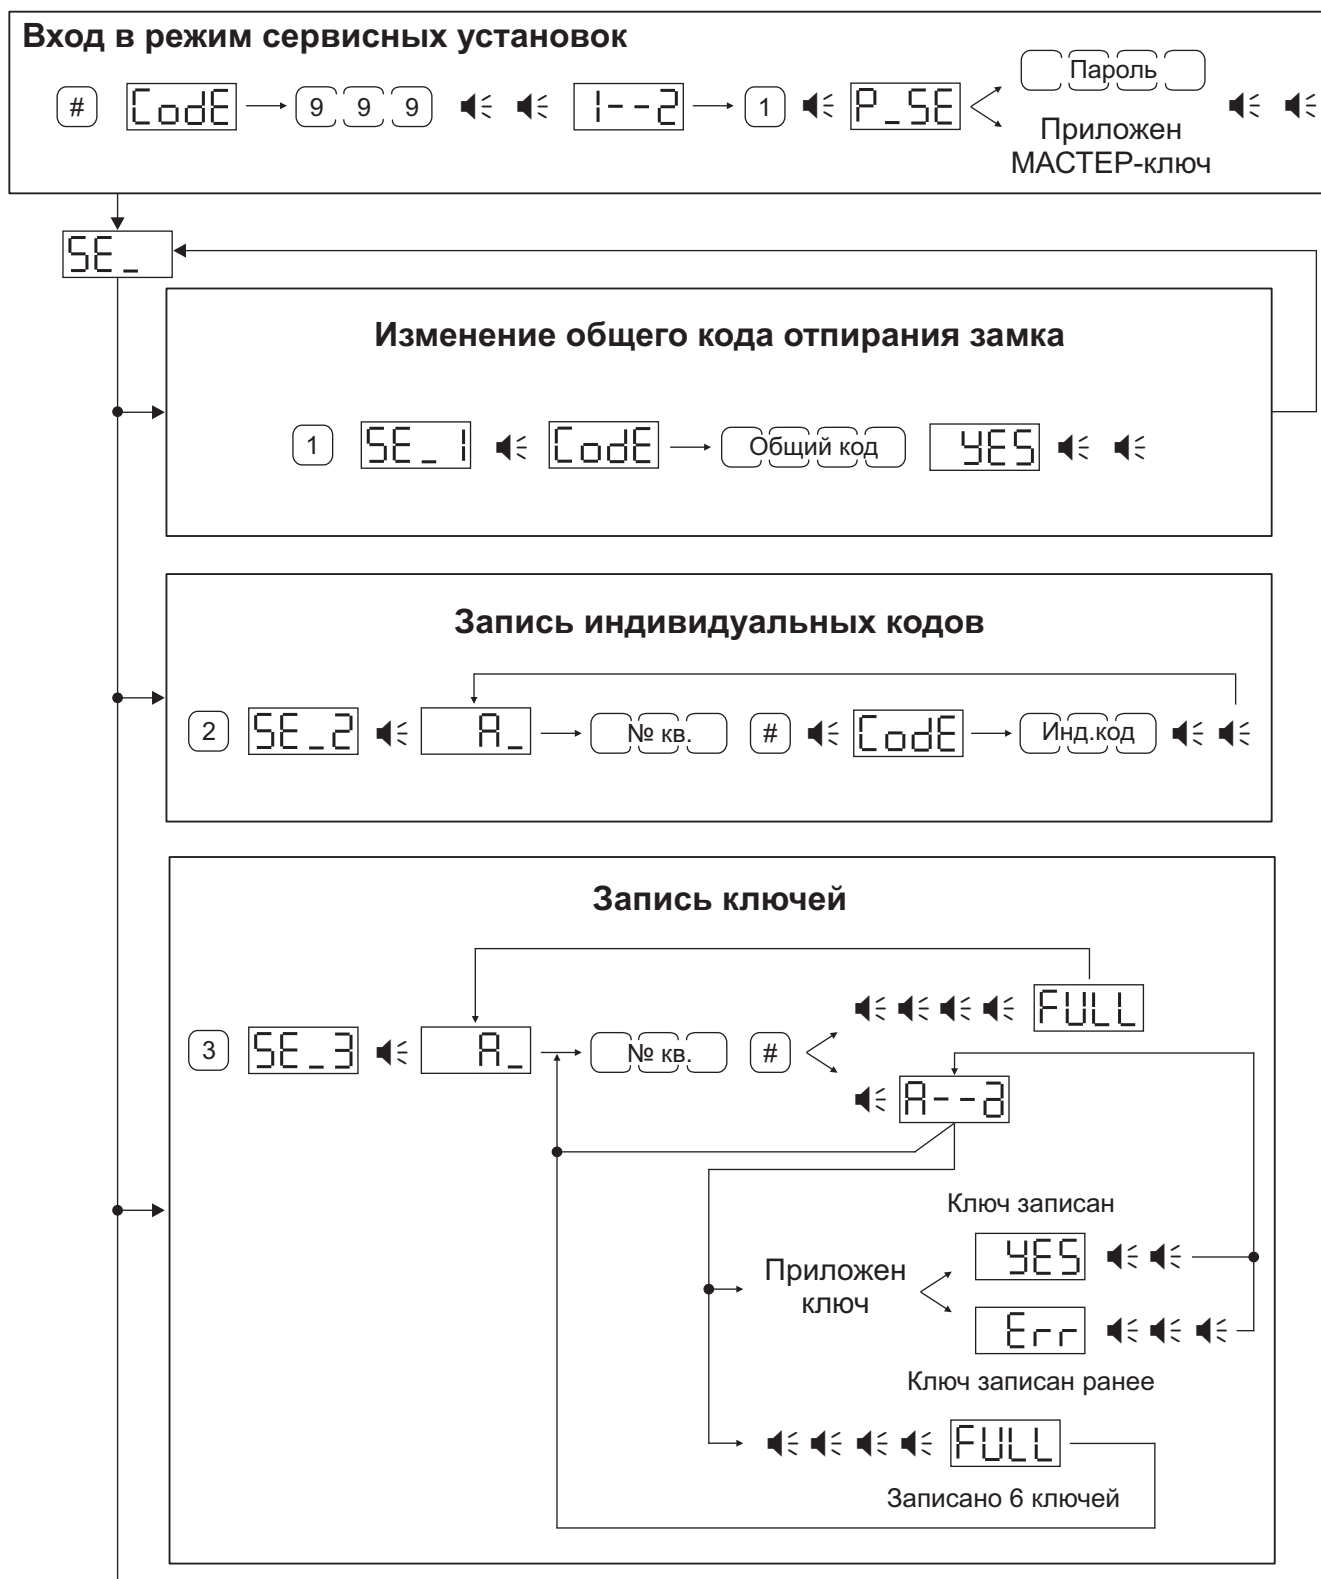 Вход в режим сервисных установок
# CodE 9 9 9 1--2 1 P_SE Пароль
Приложен
МАСТЕР-ключ
SE_
Изменение общего кода отпирания замка
1 SE_1 CodE Общий код YES
Запись индивидуальных кодов
2 SE_2 A_ № кв. # CodE Инд.код
Запись ключей
FULL
3 SE_3 A_ № кв. #
A--a
Ключ записан
YES
Приложен
ключ
Err
Ключ записан ранее
FULL
Записано 6 ключей